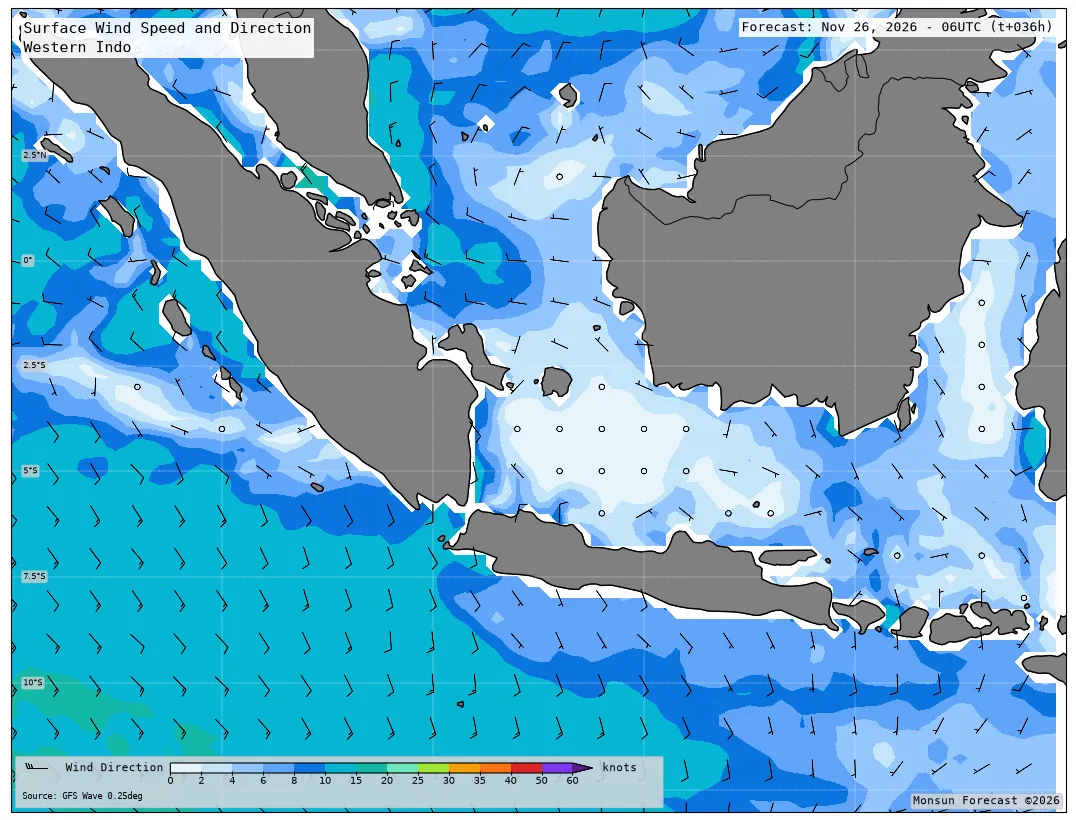 Surface Wind Speed and Direction
Western Indo
Forecast: Nov 26, 2026 - 06UTC (t+036h)
2.5°N
0°
2.5°S
5°S
7.5°S
10°S
Wind Direction
0 2 4 6 8 10 15 20 25 30 35 40 50 60
knots
Source: GFS Wave 0.25deg
Monsun Forecast ©2026